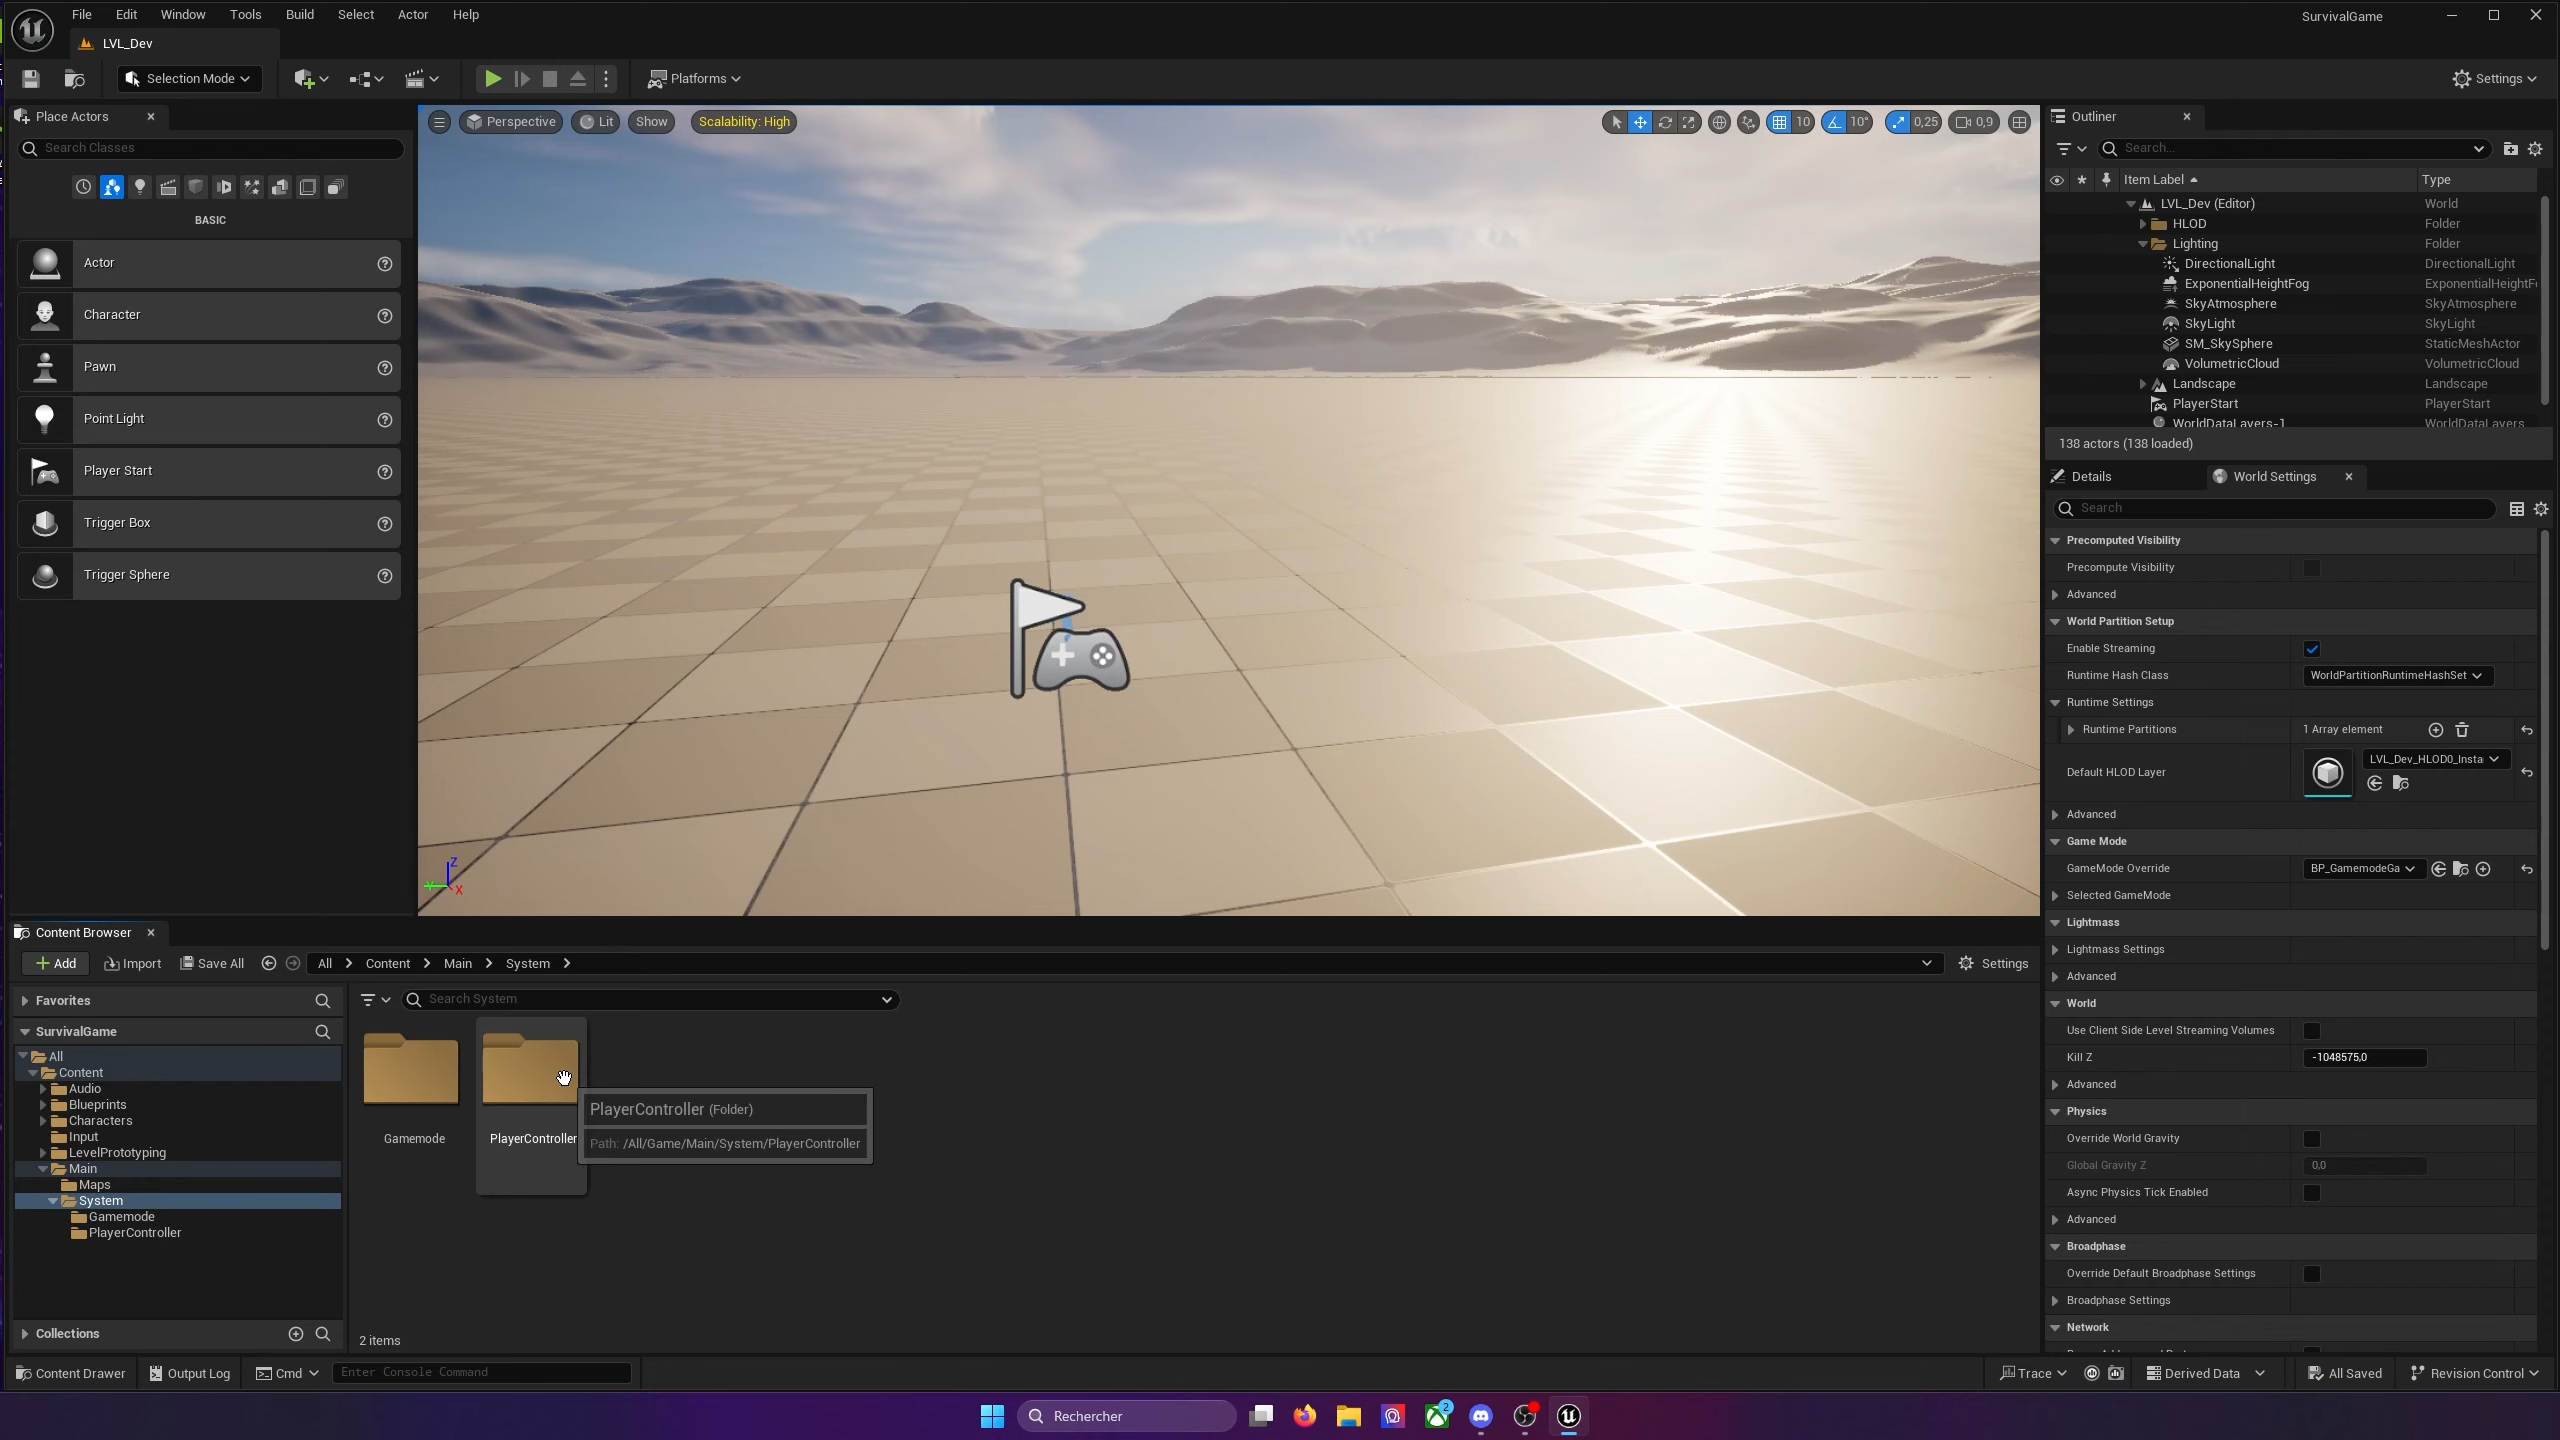 File Edit Window Tools Build Select Actor Help
SurvivalGame
LVL_Dev
Selection Mode
Platforms
Settings
Place Actors
Search Classes
BASIC
Actor
Character
Pawn
Point Light
Player Start
Trigger Box
Trigger Sphere
Perspective Lit Show Scalability: High
10 10° 0,25 0,9
Z
X
Outliner
Search...
Item Label Type
LVL_Dev (Editor) World
HLOD Folder
Lighting Folder
DirectionalLight DirectionalLight
ExponentialHeightFog ExponentialHeightF
SkyAtmosphere SkyAtmosphere
SkyLight SkyLight
SM_SkySphere StaticMeshActor
VolumetricCloud VolumetricCloud
Landscape Landscape
PlayerStart PlayerStart
WorldDataLayers-1 WorldDataLayers
138 actors (138 loaded)
Details World Settings
Search
Precomputed Visibility
Precompute Visibility
Advanced
World Partition Setup
Enable Streaming
Runtime Hash Class WorldPartitionRuntimeHashSet
Runtime Settings
Runtime Partitions 1 Array element
Default HLOD Layer LVL_Dev_HLOD0_Insta
Advanced
Game Mode
GameMode Override BP_GamemodeGa
Selected GameMode
Lightmass
Lightmass Settings
Advanced
World
Use Client Side Level Streaming Volumes
Kill Z -1048575,0
Advanced
Physics
Override World Gravity
Global Gravity Z 0,0
Async Physics Tick Enabled
Advanced
Broadphase
Override Default Broadphase Settings
Broadphase Settings
Network
Content Browser
Add Import Save All All Content Main System Settings
Favorites
SurvivalGame
All
Content
Audio
Blueprints
Characters
Input
LevelPrototyping
Main
Maps
System
Gamemode
PlayerController
Collections
Search System
Gamemode
PlayerController
PlayerController (Folder)
Path: /All/Game/Main/System/PlayerController
2 items
Content Drawer Output Log Cmd Enter Console Command
Trace Derived Data All Saved Revision Control
Rechercher
2